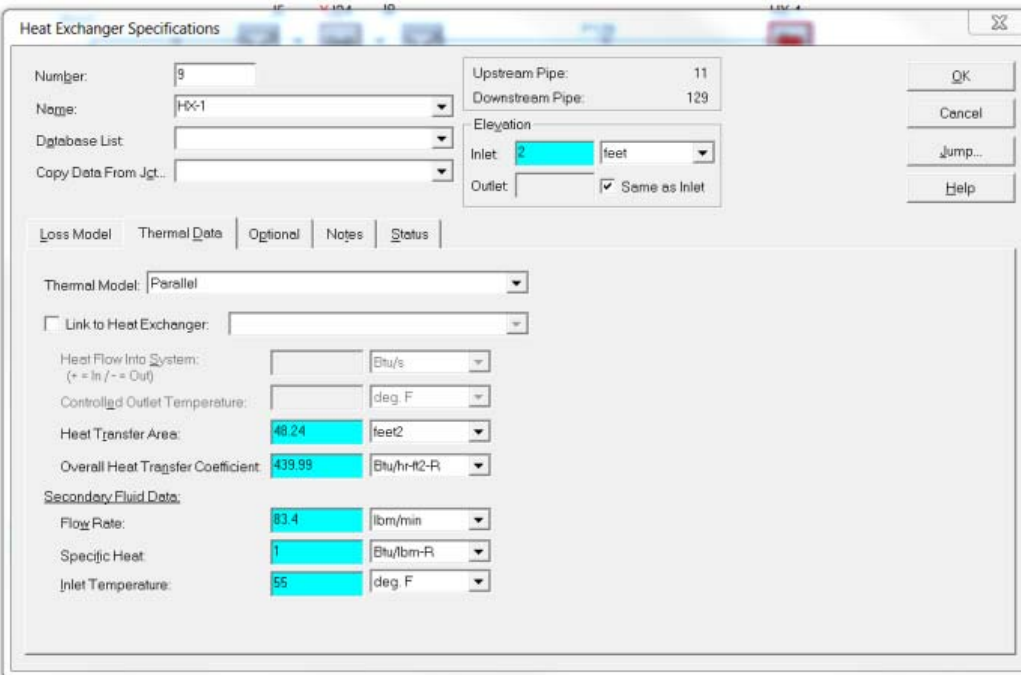 J5 X J24 J8
Heat Exchanger Specifications
Number: 9
Name: HX-1
Database List:
Copy Data From Jct...
Upstream Pipe: 11
Downstream Pipe: 129
Elevation
Inlet: 2 feet
Outlet: Same as Inlet
OK
Cancel
Jump...
Help
Loss Model Thermal Data Optional Notes Status
Thermal Model: Parallel
Link to Heat Exchanger:
Heat Flow Into System: Btu/s
(+ = In / - = Out)
Controlled Outlet Temperature: deg. F
Heat Transfer Area: 48.24 feet2
Overall Heat Transfer Coefficient: 439.99 Btu/hr-ft2-R
Secondary Fluid Data:
Flow Rate: 83.4 lbm/min
Specific Heat: 1 Btu/lbm-R
Inlet Temperature: 55 deg. F